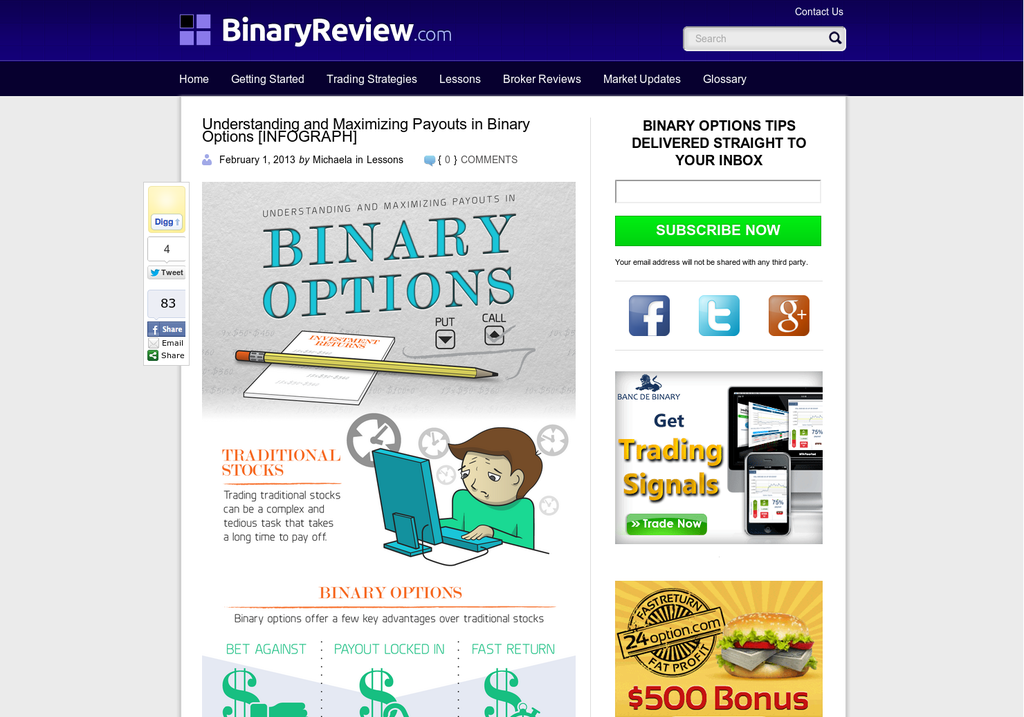 Contact Us
BinaryReview.com
Search
Home Getting Started Trading Strategies Lessons Broker Reviews Market Updates Glossary
Understanding and Maximizing Payouts in Binary
Options [INFOGRAPH]
February 1, 2013 by Michaela in Lessons { 0 } COMMENTS
Digg
4
Tweet
83
Share
Email
Share
UNDERSTANDING AND MAXIMIZING PAYOUTS IN
BINARY
OPTIONS
PUT CALL
INVESTMENT
RETURNS
TRADITIONAL
STOCKS
Trading traditional stocks
can be a complex and
tedious task that takes
a long time to pay off.
BINARY OPTIONS
Binary options offer a few key advantages over traditional stocks
BET AGAINST PAYOUT LOCKED IN FAST RETURN
BINARY OPTIONS TIPS
DELIVERED STRAIGHT TO
YOUR INBOX
SUBSCRIBE NOW
Your email address will not be shared with any third party.
BANC DE BINARY
Get
Trading
Signals
» Trade Now
75%
75%
75%
FAST RETURN
24option.com
FAT PROFIT
$500 Bonus